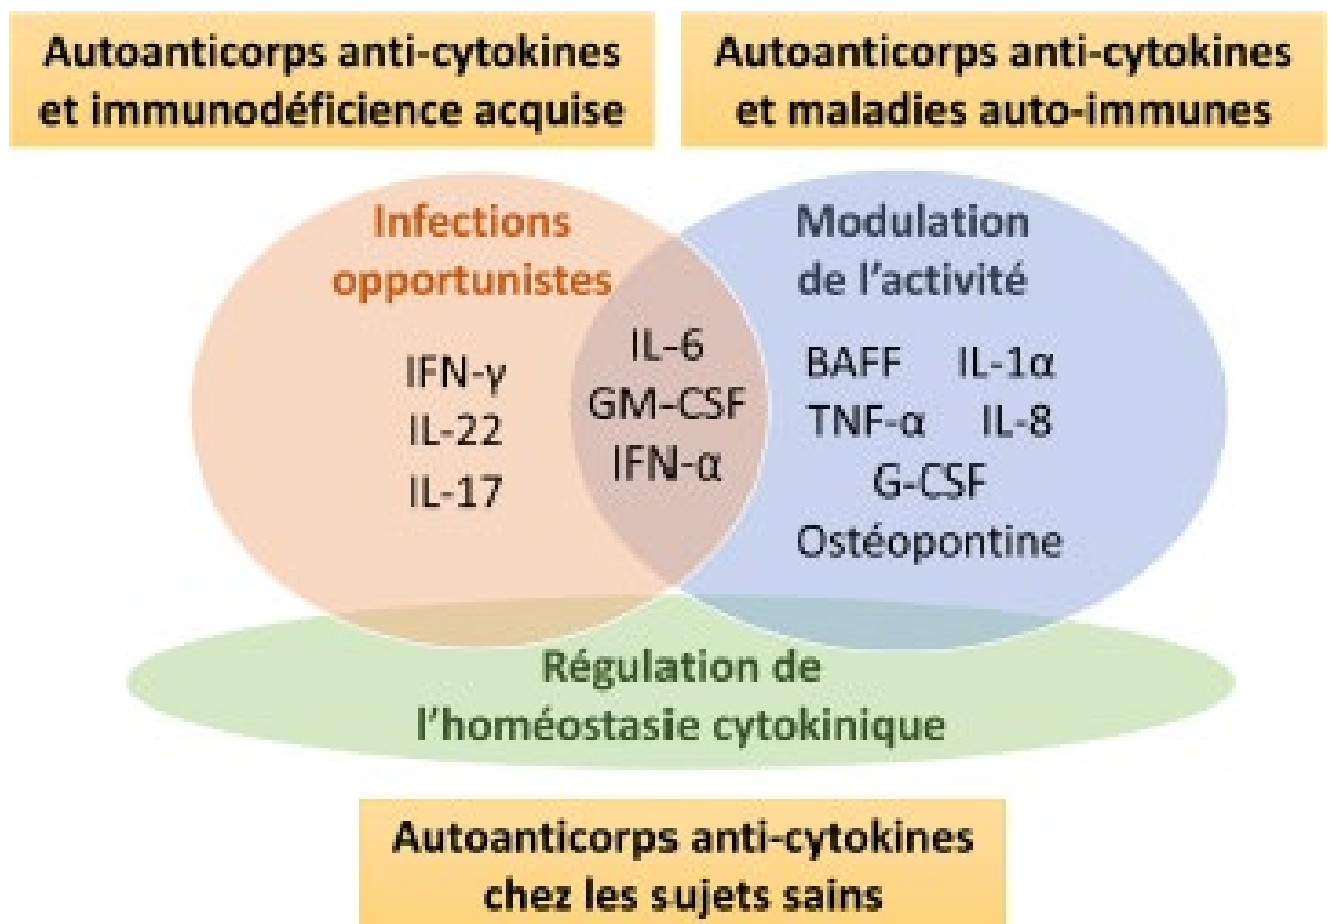 Autoanticorps anti-cytokines
et immunodéficience acquise
Autoanticorps anti-cytokines
et maladies auto-immunes
Infections
opportunistes
IFN-γ
IL-22
IL-17
IL-6
GM-CSF
IFN-α
Modulation
de l'activité
BAFF IL-1α
TNF-α IL-8
G-CSF
Ostéopontine
Régulation de
l'homéostasie cytokinique
Autoanticorps anti-cytokines
chez les sujets sains